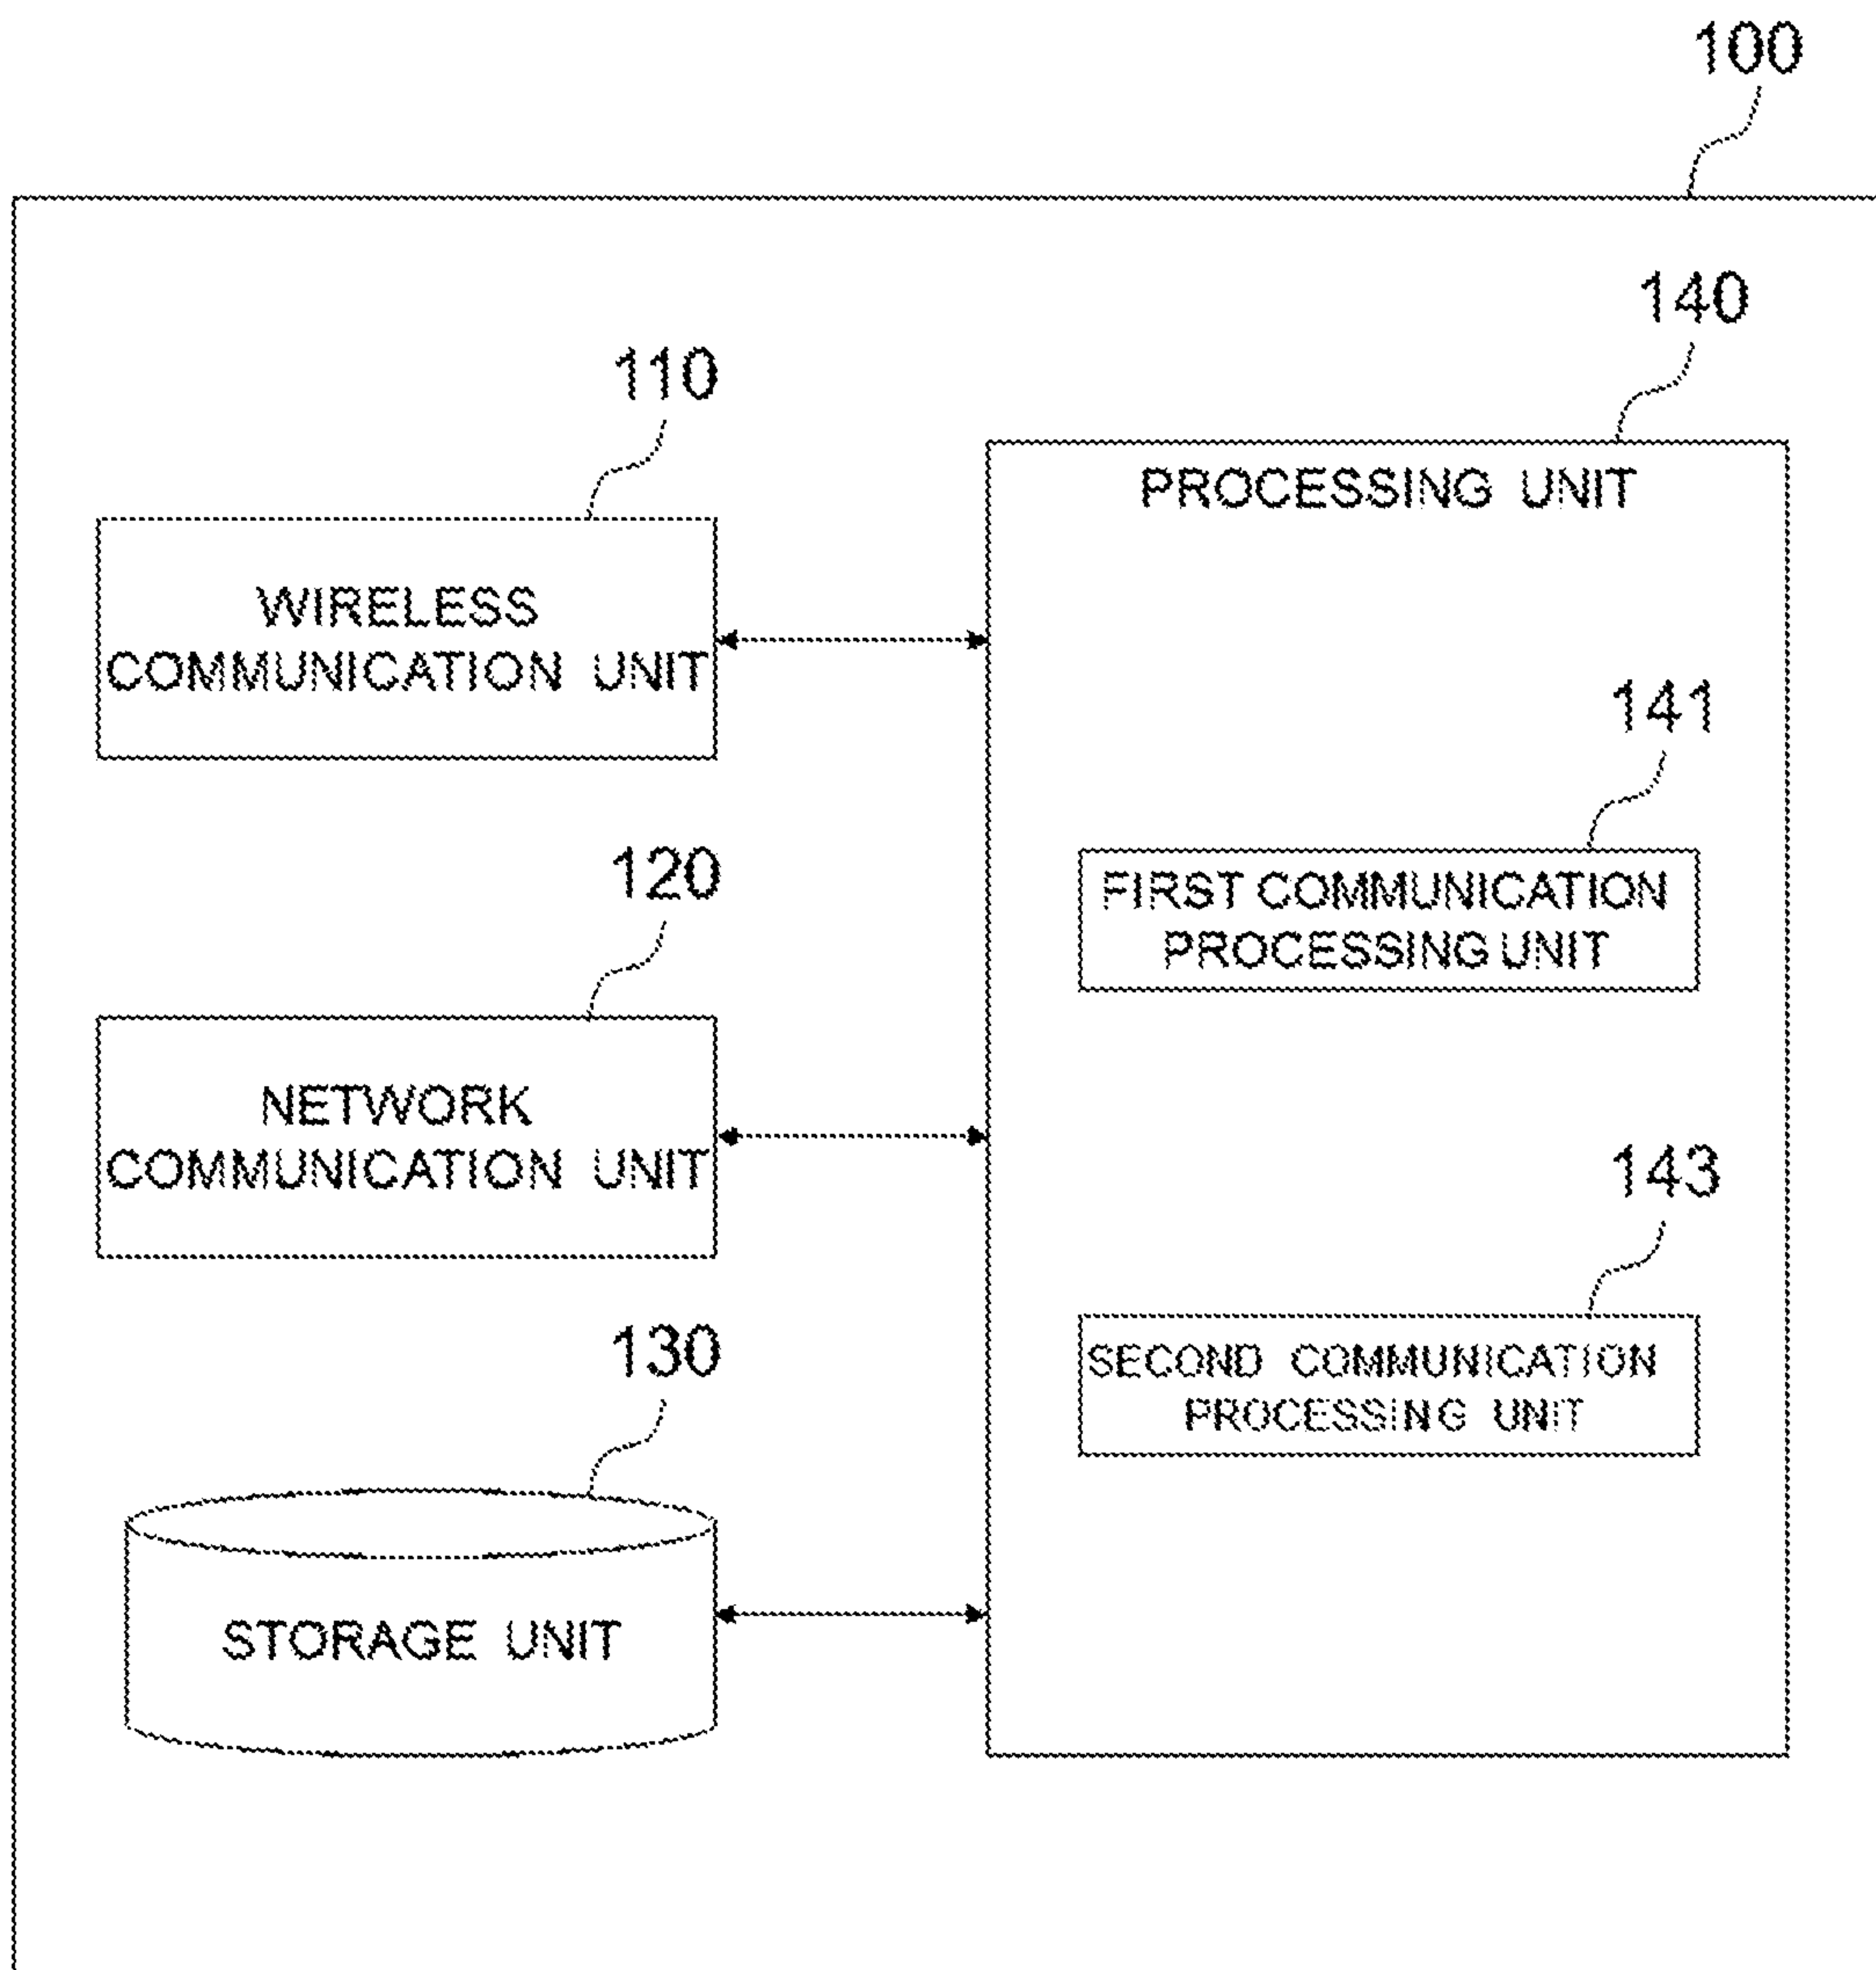 100
140
PROCESSING UNIT
110
WIRELESS
COMMUNICATION UNIT
141
FIRST COMMUNICATION
PROCESSING UNIT
120
NETWORK
COMMUNICATION UNIT
143
SECOND COMMUNICATION
PROCESSING UNIT
130
STORAGE UNIT